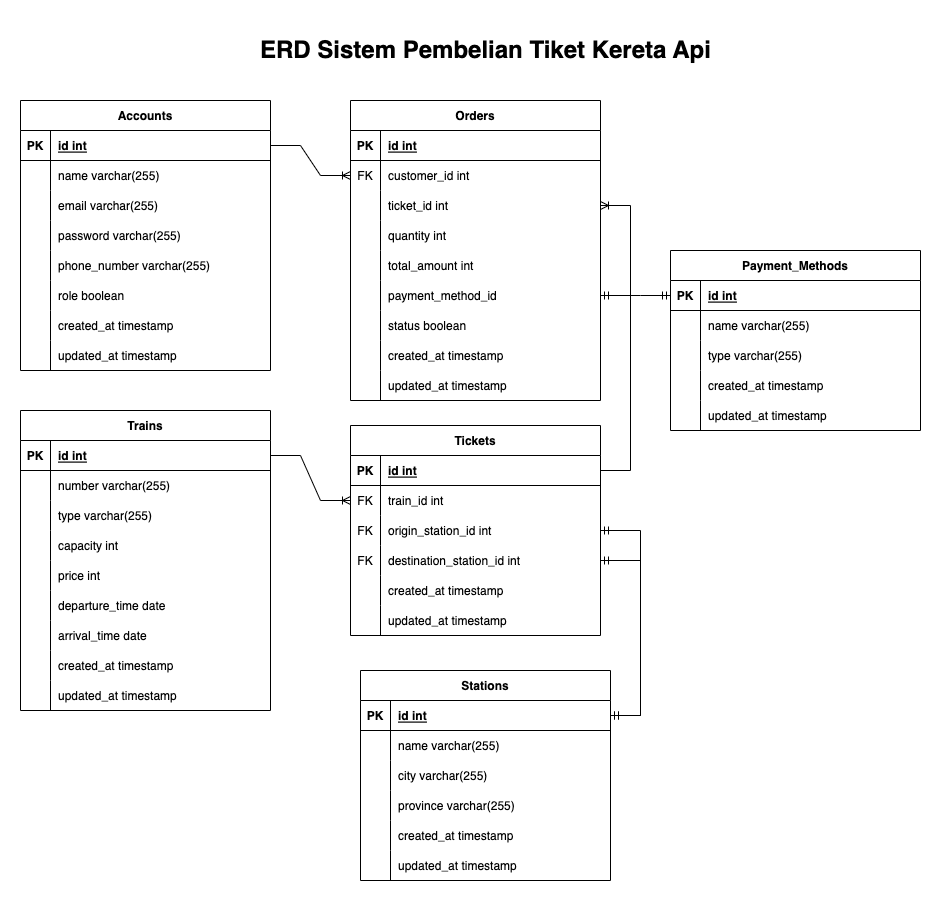 ERD Sistem Pembelian Tiket Kereta Api
Accounts
PK id int
name varchar(255)
email varchar(255)
password varchar(255)
phone_number varchar(255)
role boolean
created_at timestamp
updated_at timestamp
Orders
PK id int
FK customer_id int
ticket_id int
quantity int
total_amount int
payment_method_id
status boolean
created_at timestamp
updated_at timestamp
Payment_Methods
PK id int
name varchar(255)
type varchar(255)
created_at timestamp
updated_at timestamp
Trains
PK id int
number varchar(255)
type varchar(255)
capacity int
price int
departure_time date
arrival_time date
created_at timestamp
updated_at timestamp
Tickets
PK id int
FK train_id int
FK origin_station_id int
FK destination_station_id int
created_at timestamp
updated_at timestamp
Stations
PK id int
name varchar(255)
city varchar(255)
province varchar(255)
created_at timestamp
updated_at timestamp